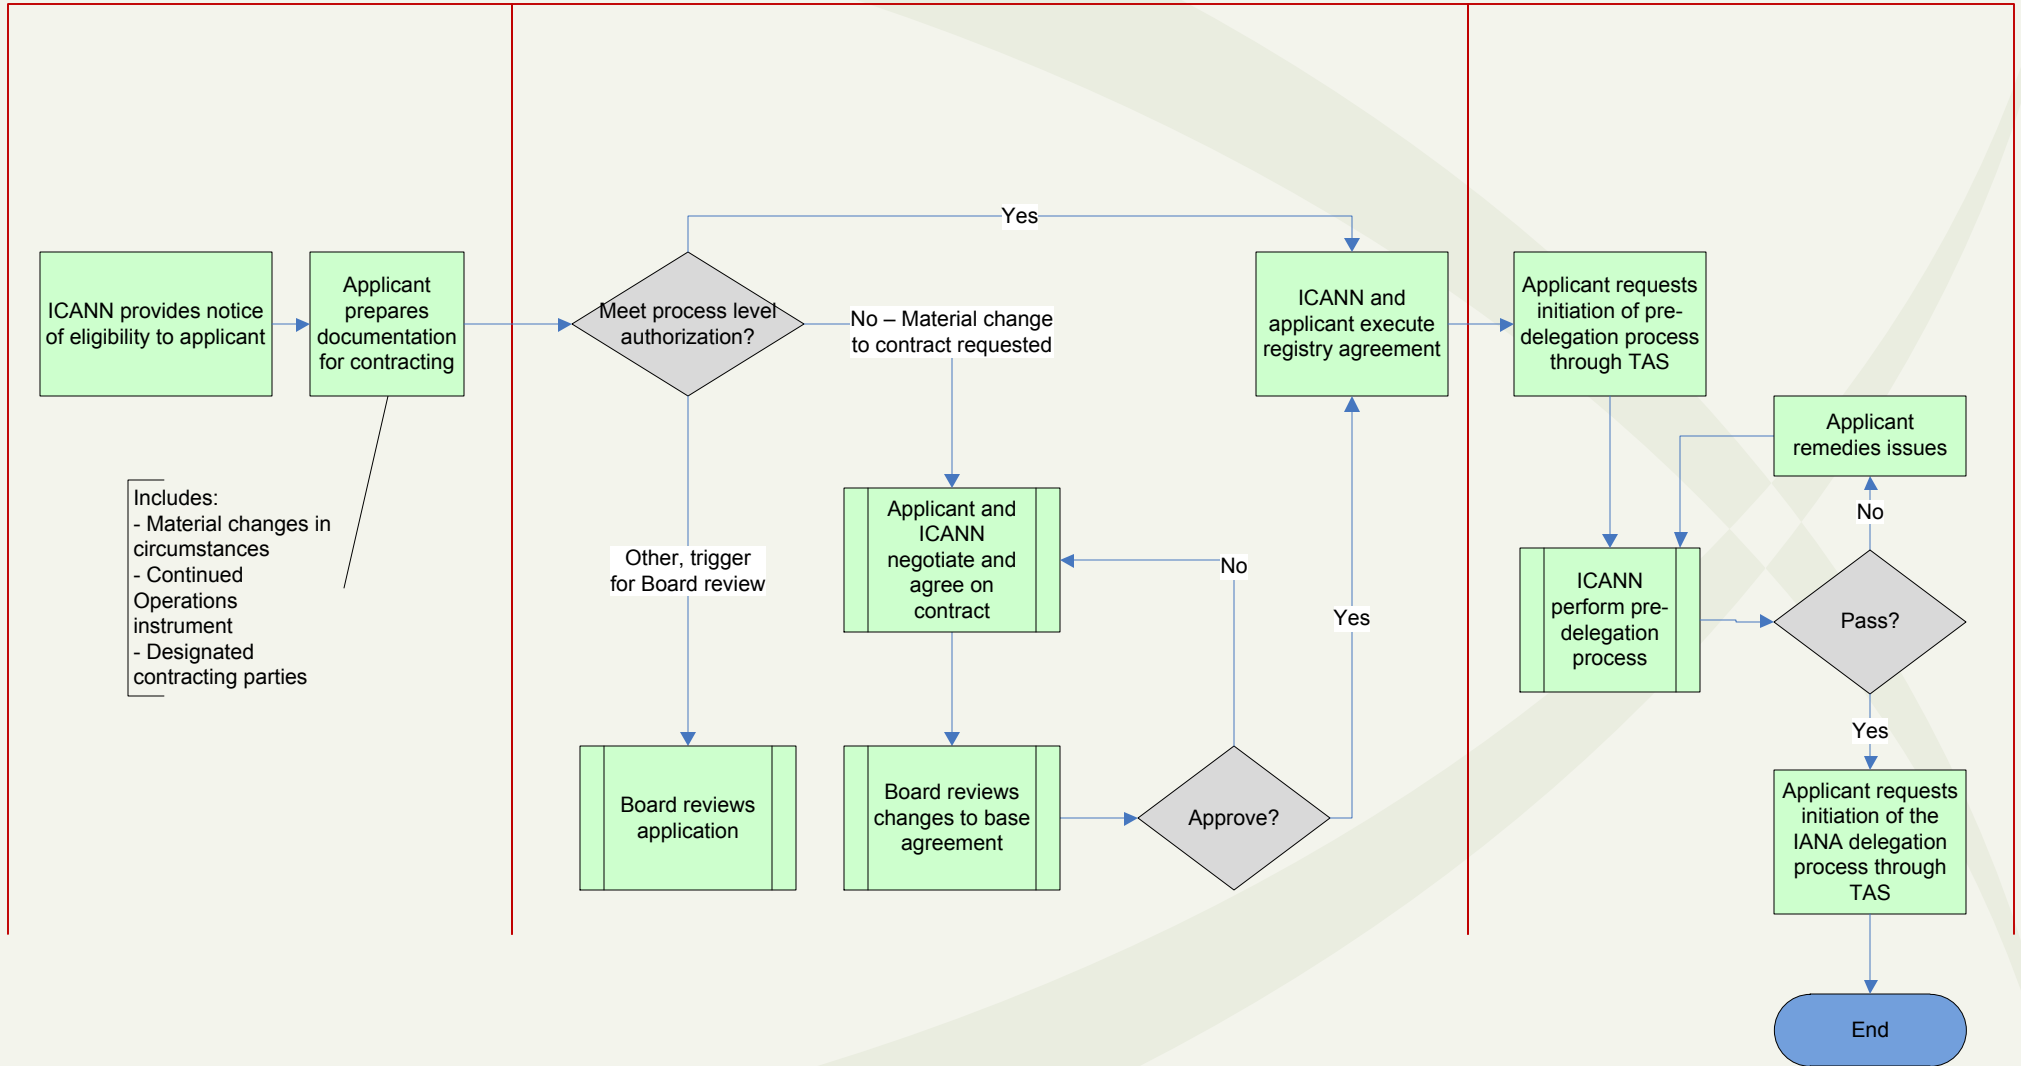 ICANN provides notice
of eligibility to applicant
Applicant
prepares
documentation
for contracting
Includes:
- Material changes in
circumstances
- Continued
Operations
instrument
- Designated
contracting parties
Meet process level
authorization?
Yes
No – Material change
to contract requested
Other, trigger
for Board review
Board reviews
application
Applicant and
ICANN
negotiate and
agree on
contract
Board reviews
changes to base
agreement
Approve?
No
Yes
ICANN and
applicant execute
registry agreement
Applicant requests
initiation of pre-
delegation process
through TAS
Applicant
remedies issues
No
ICANN
perform pre-
delegation
process
Pass?
Yes
Applicant requests
initiation of the
IANA delegation
process through
TAS
End